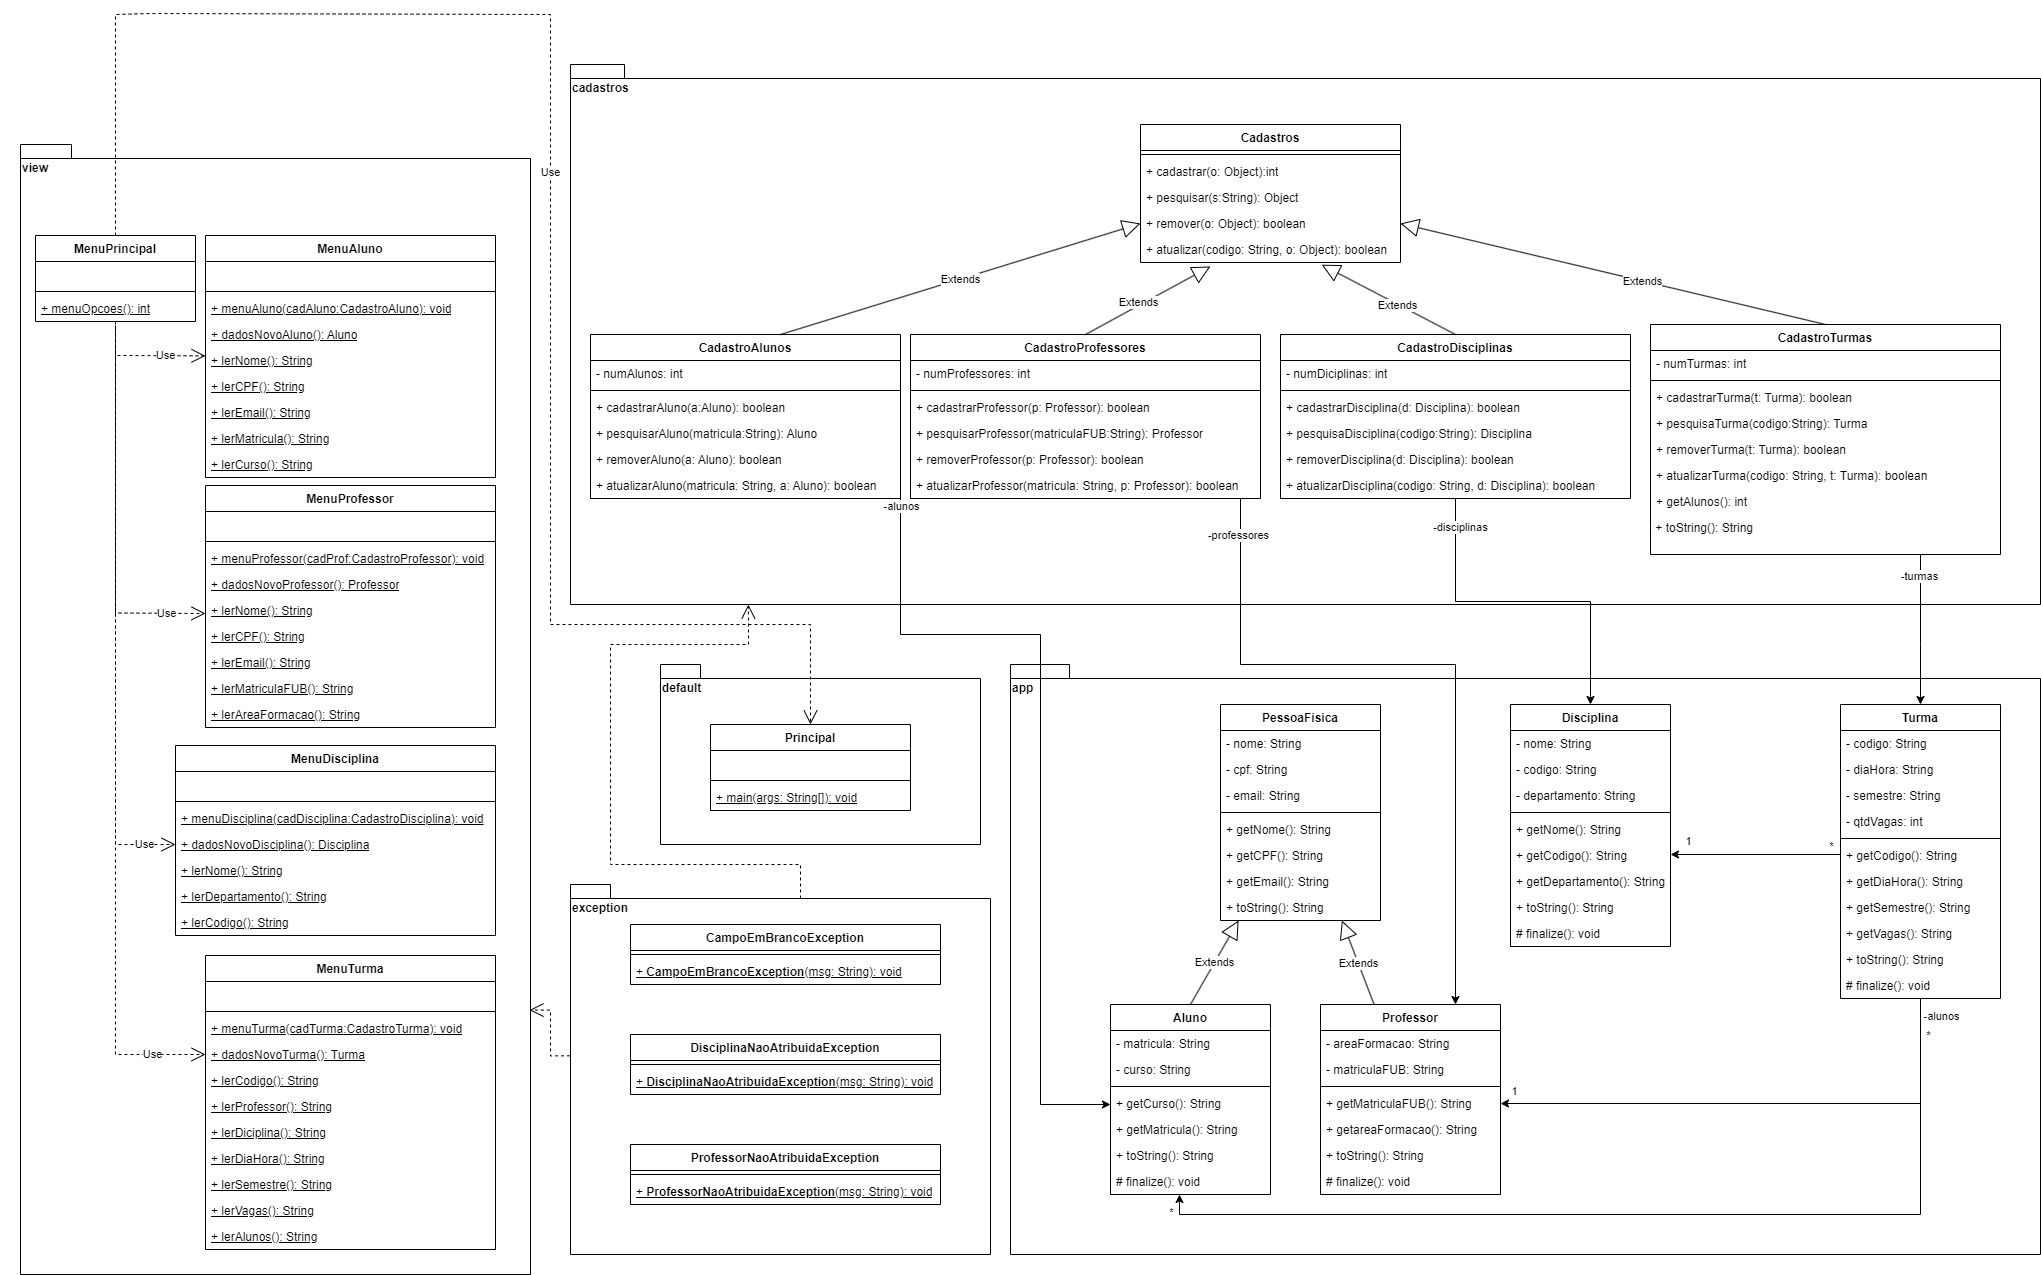 view
Use
MenuPrincipal
+ menuOpcoes(): int
MenuAluno
+ menuAluno(cadAluno:CadastroAluno): void
+ dadosNovoAluno(): Aluno
+ lerNome(): String
+ lerCPF(): String
+ lerEmail(): String
+ lerMatricula(): String
+ lerCurso(): String
Use
MenuProfessor
+ menuProfessor(cadProf:CadastroProfessor): void
+ dadosNovoProfessor(): Professor
+ lerNome(): String
+ lerCPF(): String
+ lerEmail(): String
+ lerMatriculaFUB(): String
+ lerAreaFormacao(): String
Use
MenuDisciplina
+ menuDisciplina(cadDisciplina:CadastroDisciplina): void
+ dadosNovoDisciplina(): Disciplina
+ lerNome(): String
+ lerDepartamento(): String
+ lerCodigo(): String
Use
MenuTurma
+ menuTurma(cadTurma:CadastroTurma): void
+ dadosNovoTurma(): Turma
+ lerCodigo(): String
+ lerProfessor(): String
+ lerDiciplina(): String
+ lerDiaHora(): String
+ lerSemestre(): String
+ lerVagas(): String
+ lerAlunos(): String
Use
cadastros
Cadastros
+ cadastrar(o: Object):int
+ pesquisar(s:String): Object
+ remover(o: Object): boolean
+ atualizar(codigo: String, o: Object): boolean
Extends
Extends
Extends
Extends
CadastroAlunos
- numAlunos: int
+ cadastrarAluno(a:Aluno): boolean
+ pesquisarAluno(matricula:String): Aluno
+ removerAluno(a: Aluno): boolean
+ atualizarAluno(matricula: String, a: Aluno): boolean
-alunos
CadastroProfessores
- numProfessores: int
+ cadastrarProfessor(p: Professor): boolean
+ pesquisarProfessor(matriculaFUB:String): Professor
+ removerProfessor(p: Professor): boolean
+ atualizarProfessor(matricula: String, p: Professor): boolean
-professores
CadastroDisciplinas
- numDiciplinas: int
+ cadastrarDisciplina(d: Disciplina): boolean
+ pesquisaDisciplina(codigo:String): Disciplina
+ removerDisciplina(d: Disciplina): boolean
+ atualizarDisciplina(codigo: String, d: Disciplina): boolean
-disciplinas
CadastroTurmas
- numTurmas: int
+ cadastrarTurma(t: Turma): boolean
+ pesquisaTurma(codigo:String): Turma
+ removerTurma(t: Turma): boolean
+ atualizarTurma(codigo: String, t: Turma): boolean
+ getAlunos(): int
+ toString(): String
-turmas
default
Principal
+ main(args: String[]): void
exception
CampoEmBrancoException
+ CampoEmBrancoException(msg: String): void
DisciplinaNaoAtribuidaException
+ DisciplinaNaoAtribuidaException(msg: String): void
ProfessorNaoAtribuidaException
+ ProfessorNaoAtribuidaException(msg: String): void
app
PessoaFisica
- nome: String
- cpf: String
- email: String
+ getNome(): String
+ getCPF(): String
+ getEmail(): String
+ toString(): String
Extends
Extends
Aluno
- matricula: String
- curso: String
+ getCurso(): String
+ getMatricula(): String
+ toString(): String
# finalize(): void
*
Professor
- areaFormacao: String
- matriculaFUB: String
+ getMatriculaFUB(): String
+ getareaFormacao(): String
+ toString(): String
# finalize(): void
1
Disciplina
- nome: String
- codigo: String
- departamento: String
+ getNome(): String
+ getCodigo(): String
+ getDepartamento(): String
+ toString(): String
# finalize(): void
1
*
Turma
- codigo: String
- diaHora: String
- semestre: String
- qtdVagas: int
+ getCodigo(): String
+ getDiaHora(): String
+ getSemestre(): String
+ getVagas(): String
+ toString(): String
# finalize(): void
-alunos
*